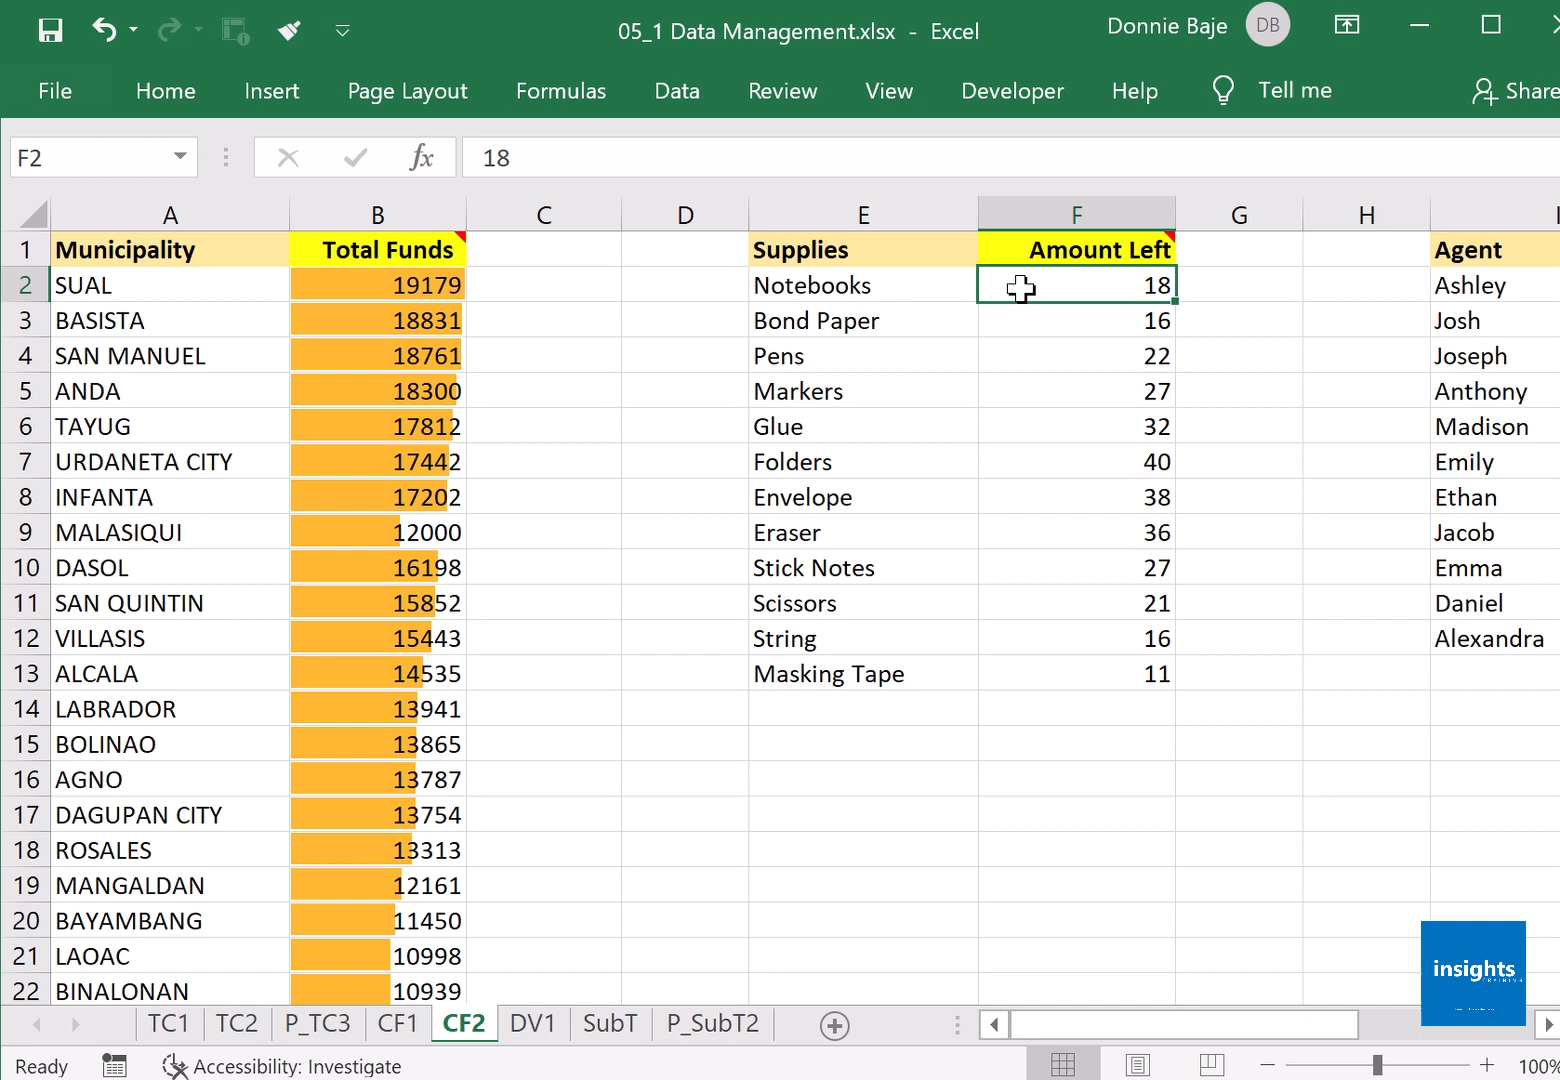 05_1 Data Management.xlsx - Excel
Donnie Baje DB
File Home Insert Page Layout Formulas Data Review View Developer Help Tell me Share
F2 fx 18
A B C D E F G H I
1 Municipality Total Funds Supplies Amount Left Agent
2 SUAL 19179 Notebooks 18 Ashley
3 BASISTA 18831 Bond Paper 16 Josh
4 SAN MANUEL 18761 Pens 22 Joseph
5 ANDA 18300 Markers 27 Anthony
6 TAYUG 17812 Glue 32 Madison
7 URDANETA CITY 17442 Folders 40 Emily
8 INFANTA 17202 Envelope 38 Ethan
9 MALASIQUI 12000 Eraser 36 Jacob
10 DASOL 16198 Stick Notes 27 Emma
11 SAN QUINTIN 15852 Scissors 21 Daniel
12 VILLASIS 15443 String 16 Alexandra
13 ALCALA 14535 Masking Tape 11
14 LABRADOR 13941
15 BOLINAO 13865
16 AGNO 13787
17 DAGUPAN CITY 13754
18 ROSALES 13313
19 MANGALDAN 12161
20 BAYAMBANG 11450
21 LAOAC 10998
22 BINALONAN 10939
insights
TRAINING
TC1 TC2 P_TC3 CF1 CF2 DV1 SubT P_SubT2
Ready Accessibility: Investigate 100%